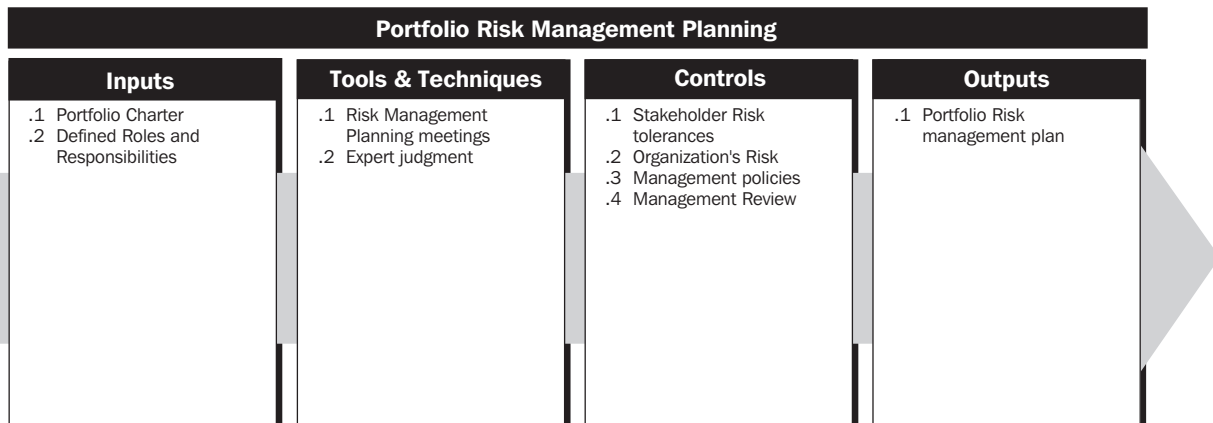 Portfolio Risk Management Planning
Inputs
.1 Portfolio Charter
.2 Defined Roles and
Responsibilities
Tools & Techniques
.1 Risk Management
Planning meetings
.2 Expert judgment
Controls
.1 Stakeholder Risk
tolerances
.2 Organization's Risk
.3 Management policies
.4 Management Review
Outputs
.1 Portfolio Risk
management plan